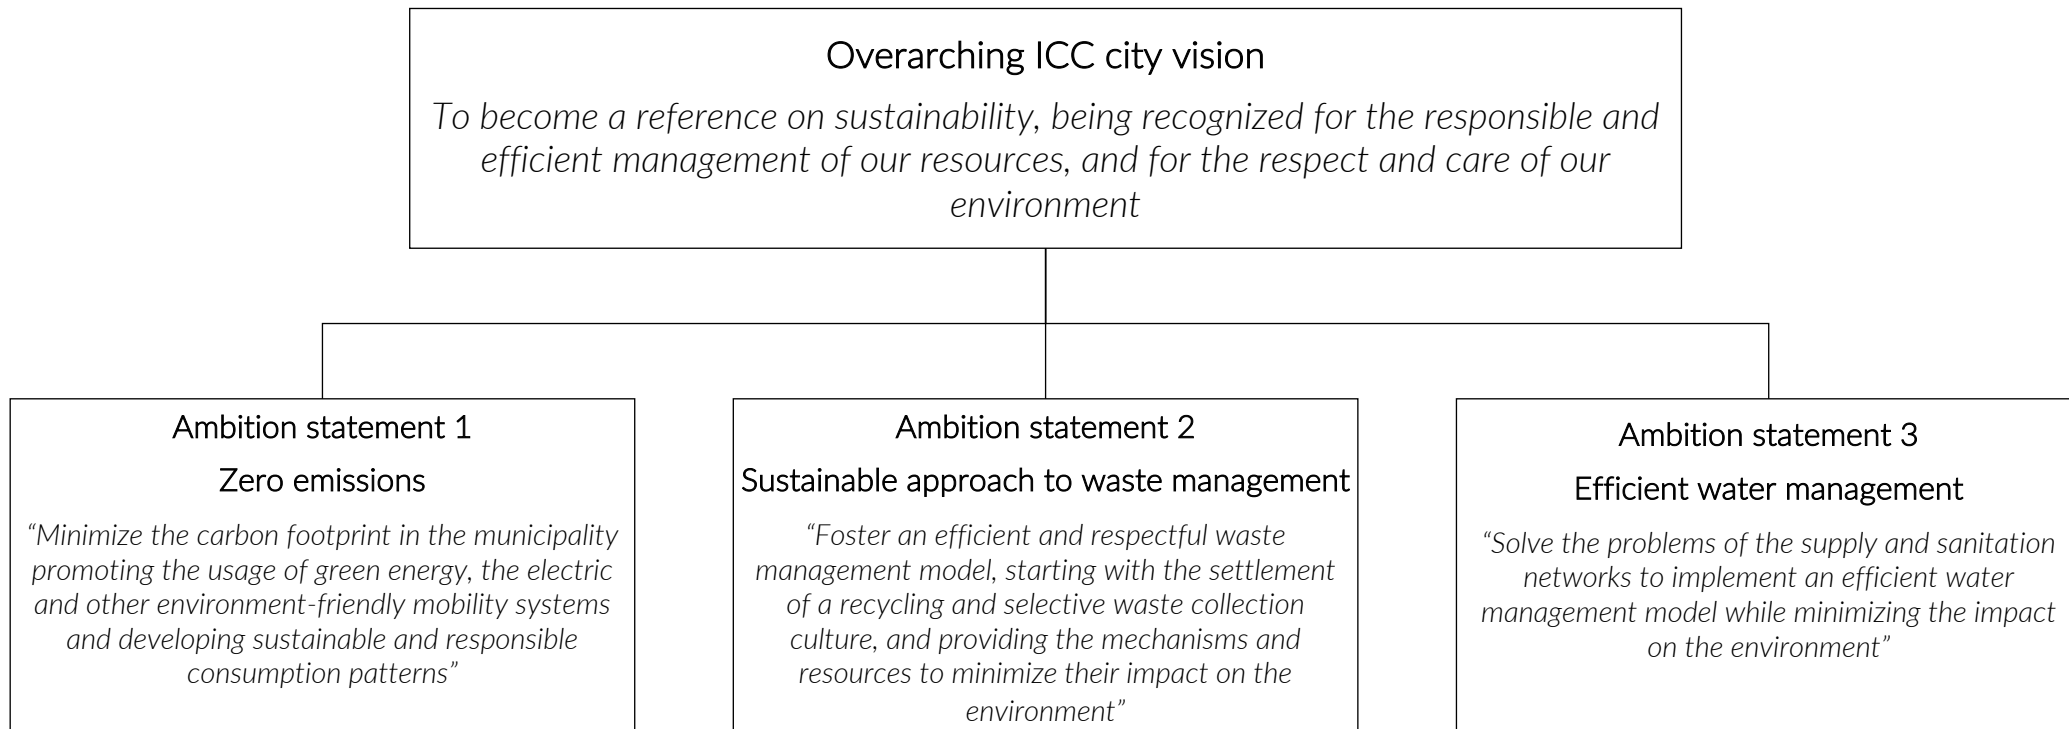 Overarching ICC city vision
To become a reference on sustainability, being recognized for the responsible and
efficient management of our resources, and for the respect and care of our
environment
Ambition statement 1
Zero emissions
“Minimize the carbon footprint in the municipality
promoting the usage of green energy, the electric
and other environment-friendly mobility systems
and developing sustainable and responsible
consumption patterns”
Ambition statement 2
Sustainable approach to waste management
“Foster an efficient and respectful waste
management model, starting with the settlement
of a recycling and selective waste collection
culture, and providing the mechanisms and
resources to minimize their impact on the
environment”
Ambition statement 3
Efficient water management
“Solve the problems of the supply and sanitation
networks to implement an efficient water
management model while minimizing the impact
on the environment”